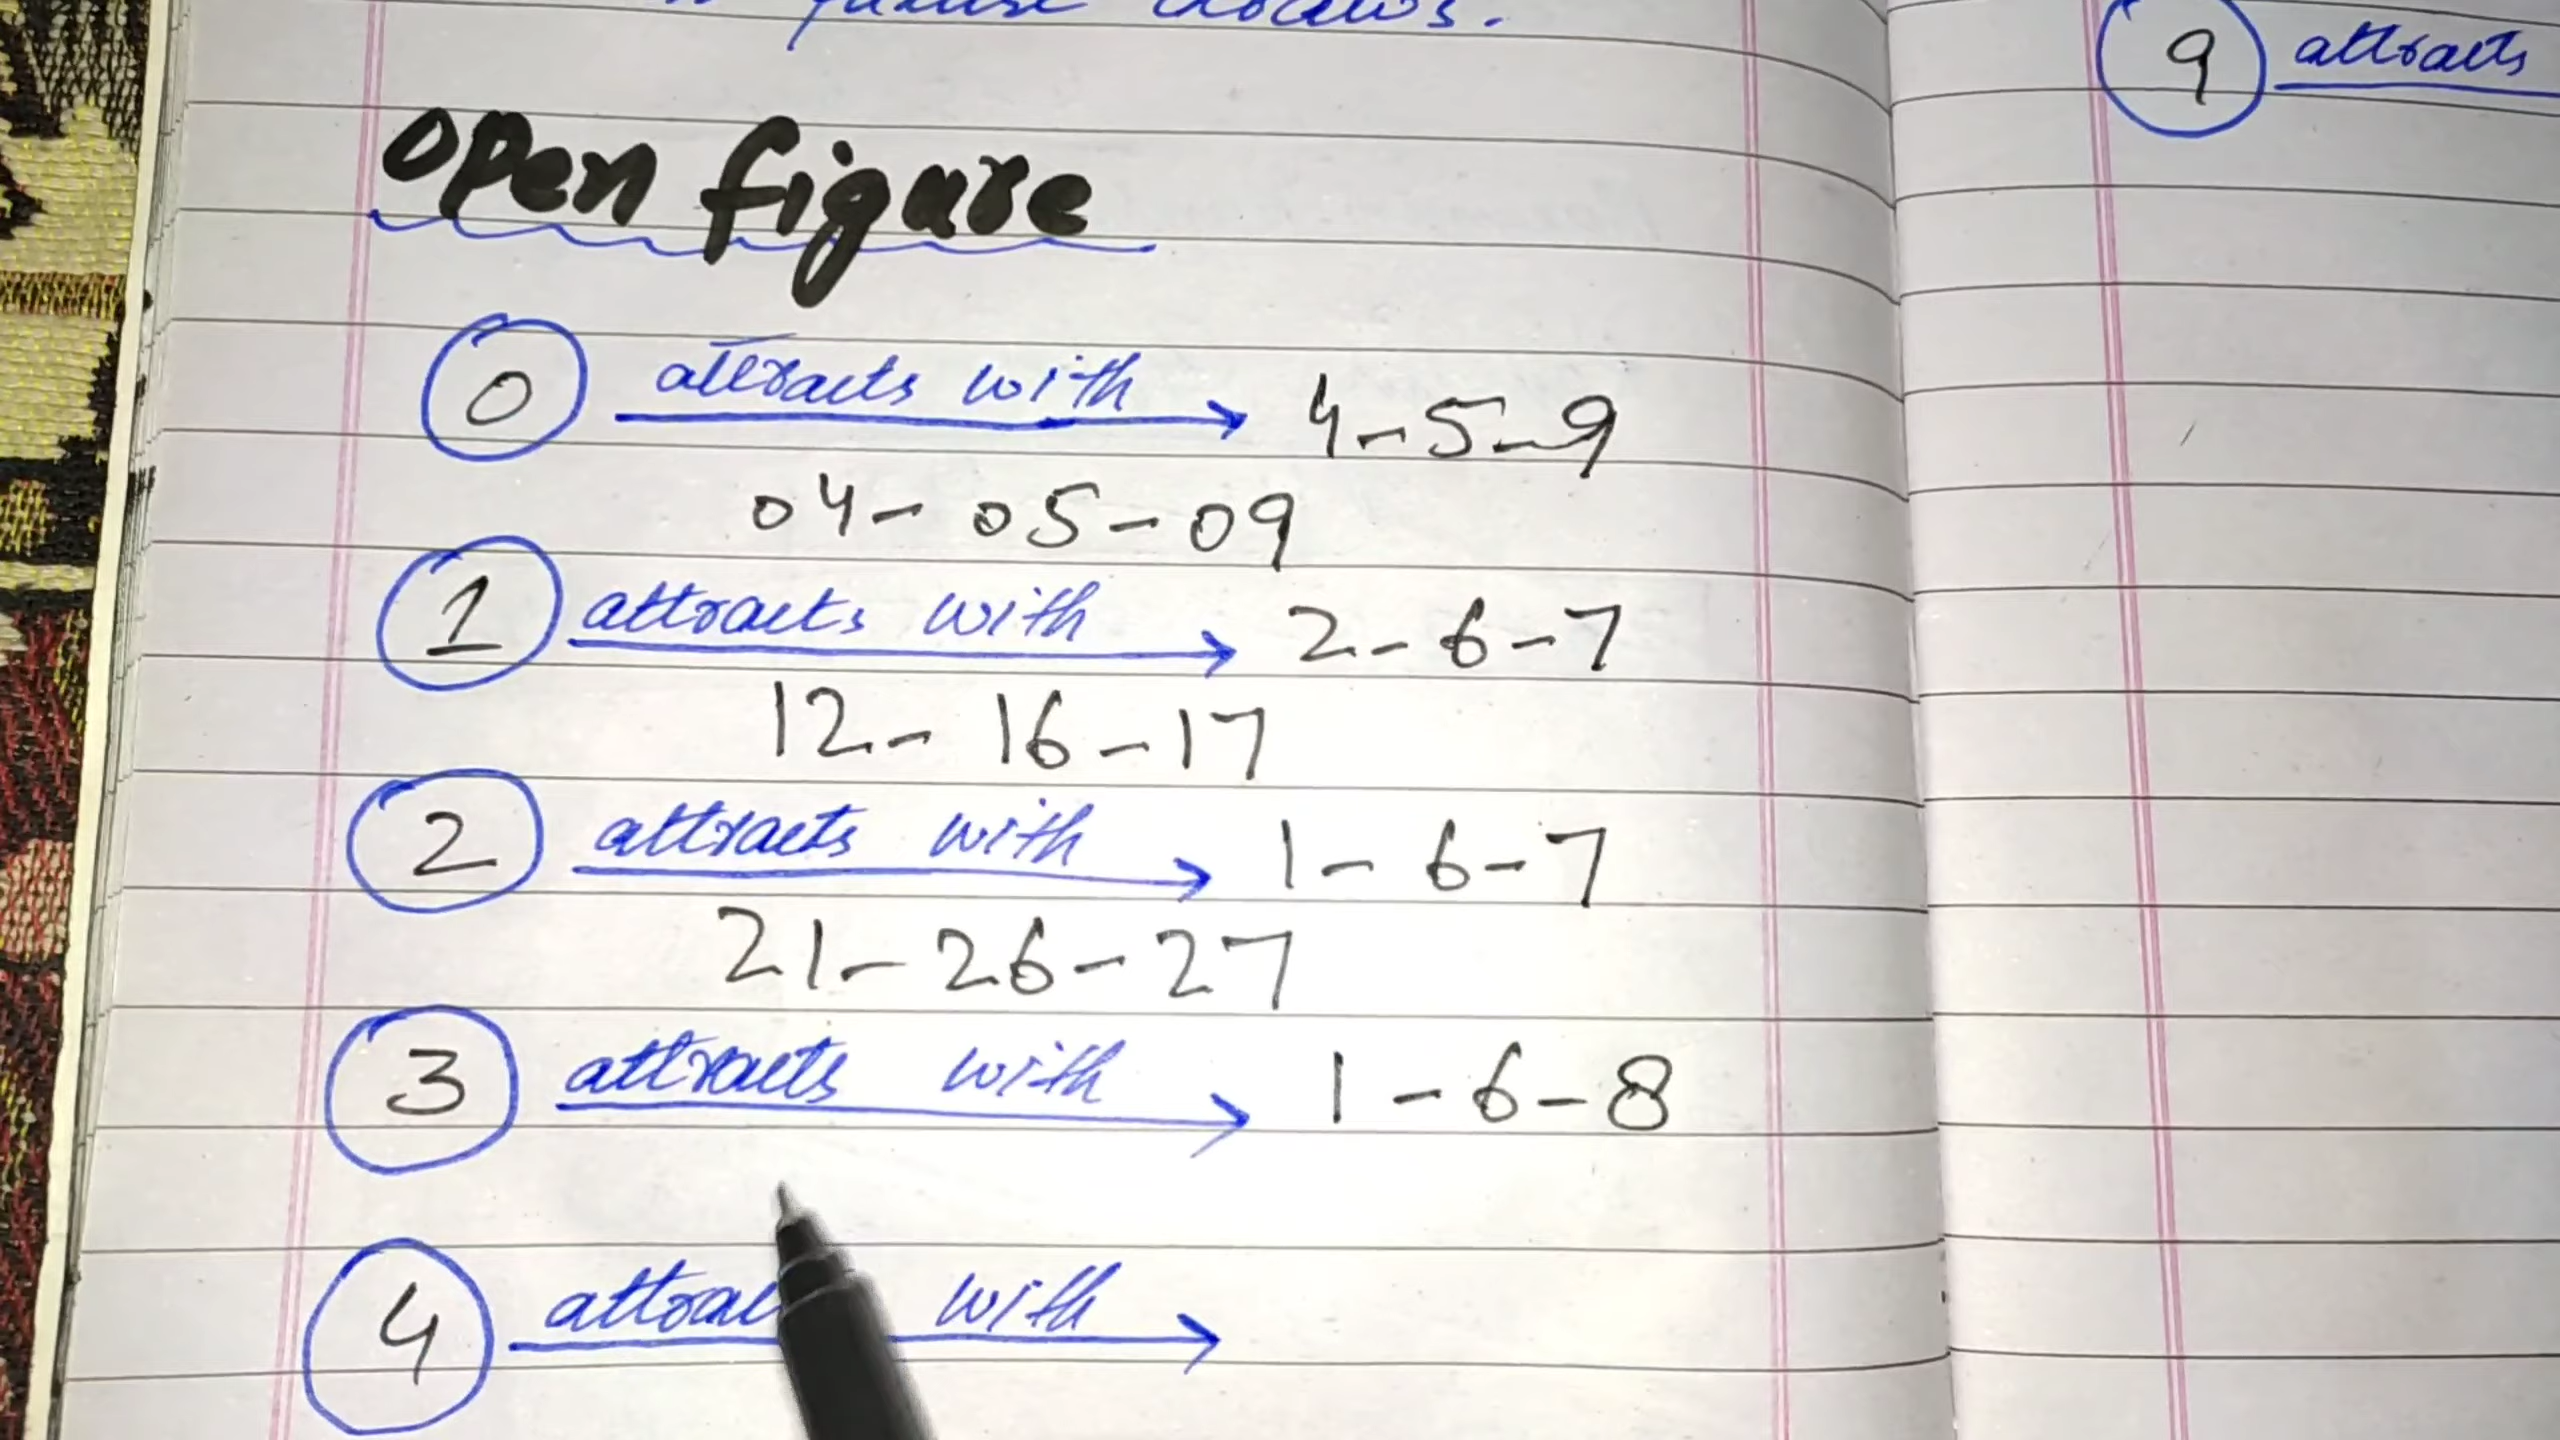 future draws.
open figure
0 attracts with → 4-5-9
04-05-09
1 attracts with → 2-6-7
12-16-17
2 attracts with → 1-6-7
21-26-27
3 attracts with → 1-6-8
4 with →
9 attracts